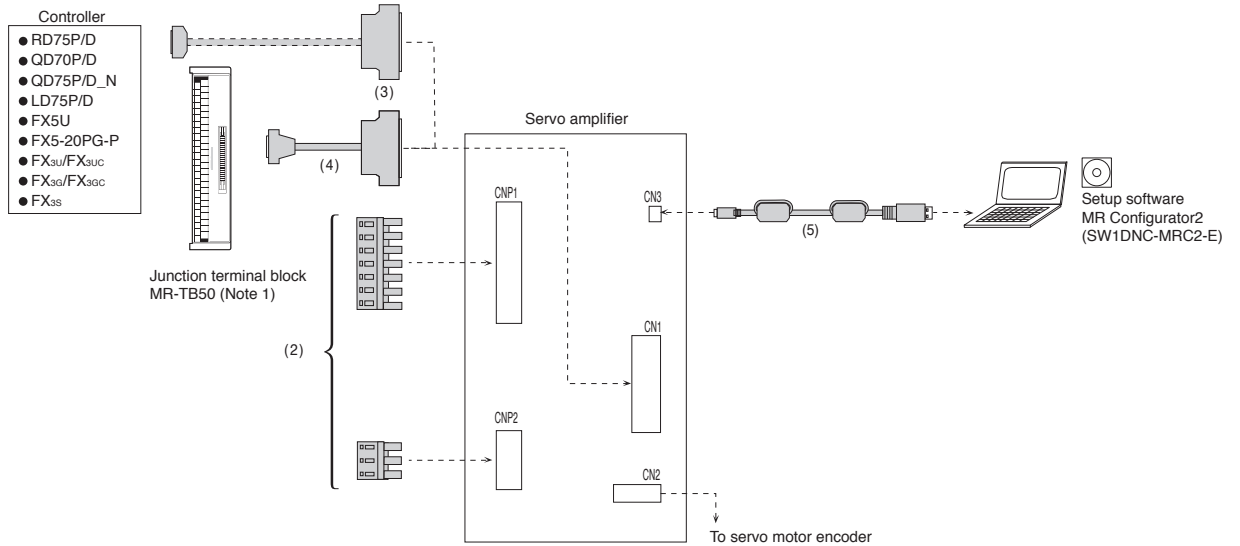 Controller
● RD75P/D
● QD70P/D
● QD75P/D_N
● LD75P/D
● FX5U
● FX5-20PG-P
● FX3U/FX3UC
● FX3G/FX3GC
● FX3S
(3)
(4)
Junction terminal block
MR-TB50 (Note 1)
(2)
Servo amplifier
CNP1
CNP2
CN3
CN1
CN2
(5)
Setup software
MR Configurator2
(SW1DNC-MRC2-E)
To servo motor encoder